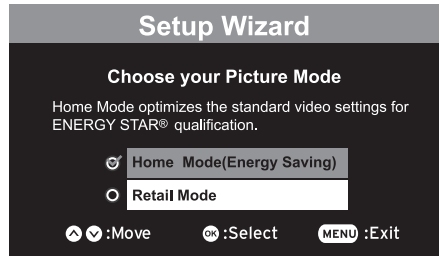 Setup Wizard
Choose your Picture Mode
Home Mode optimizes the standard video settings for
ENERGY STAR® qualification.
Home Mode(Energy Saving)
Retail Mode
:Move OK :Select MENU :Exit